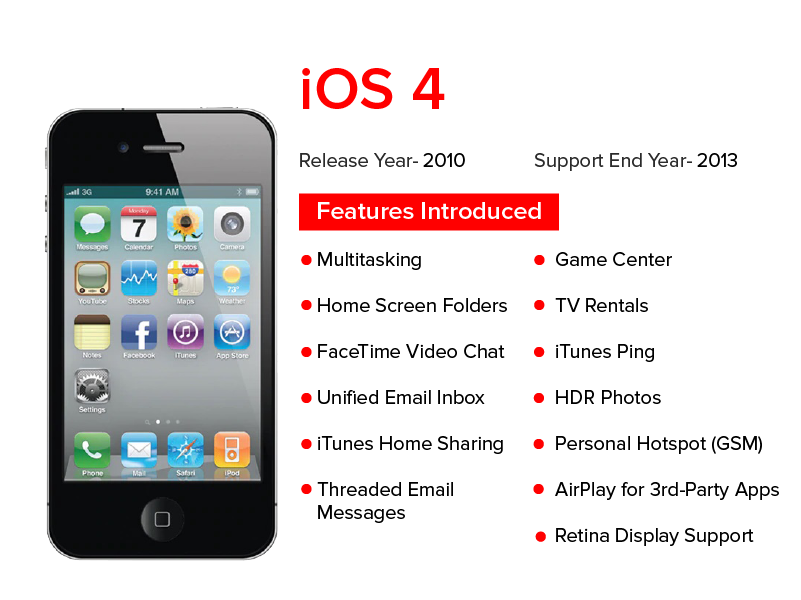 iOS 4
Release Year- 2010
Support End Year- 2013
Features Introduced
Multitasking
Home Screen Folders
FaceTime Video Chat
Unified Email Inbox
iTunes Home Sharing
Threaded Email
Messages
Game Center
TV Rentals
iTunes Ping
HDR Photos
Personal Hotspot (GSM)
AirPlay for 3rd-Party Apps
Retina Display Support
3G 9:41 AM
Monday
7
280
73°
Messages Calendar Photos Camera
YouTube Stocks Maps Weather
Notes Facebook iTunes App Store
Settings
Phone Mail Safari iPod